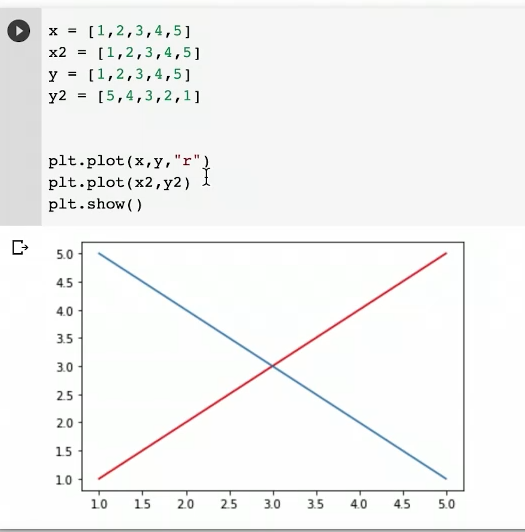 x = [1,2,3,4,5]
x2 = [1,2,3,4,5]
y = [1,2,3,4,5]
y2 = [5,4,3,2,1]
plt.plot(x,y,"r")
plt.plot(x2,y2)
plt.show()
5.0
4.5
4.0
3.5
3.0
2.5
2.0
1.5
1.0
1.0 1.5 2.0 2.5 3.0 3.5 4.0 4.5 5.0